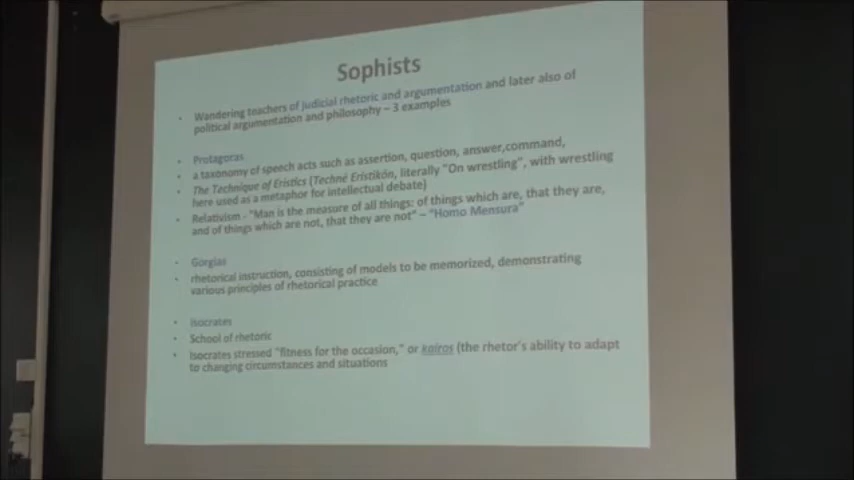 Sophists
• Wandering teachers of judicial rhetoric and argumentation and later also of
political argumentation and philosophy – 3 examples
• Protagoras
• a taxonomy of speech acts such as assertion, question, answer,command,
• The Technique of Eristics (Techné Eristikôn, literally "On wrestling", with wrestling
here used as a metaphor for intellectual debate)
• Relativism - "Man is the measure of all things: of things which are, that they are,
and of things which are not, that they are not" – "Homo Mensura"
• Gorgias
• rhetorical instruction, consisting of models to be memorized, demonstrating
various principles of rhetorical practice
• Isocrates
• School of rhetoric
• Isocrates stressed "fitness for the occasion," or kairos (the rhetor's ability to adapt
to changing circumstances and situations